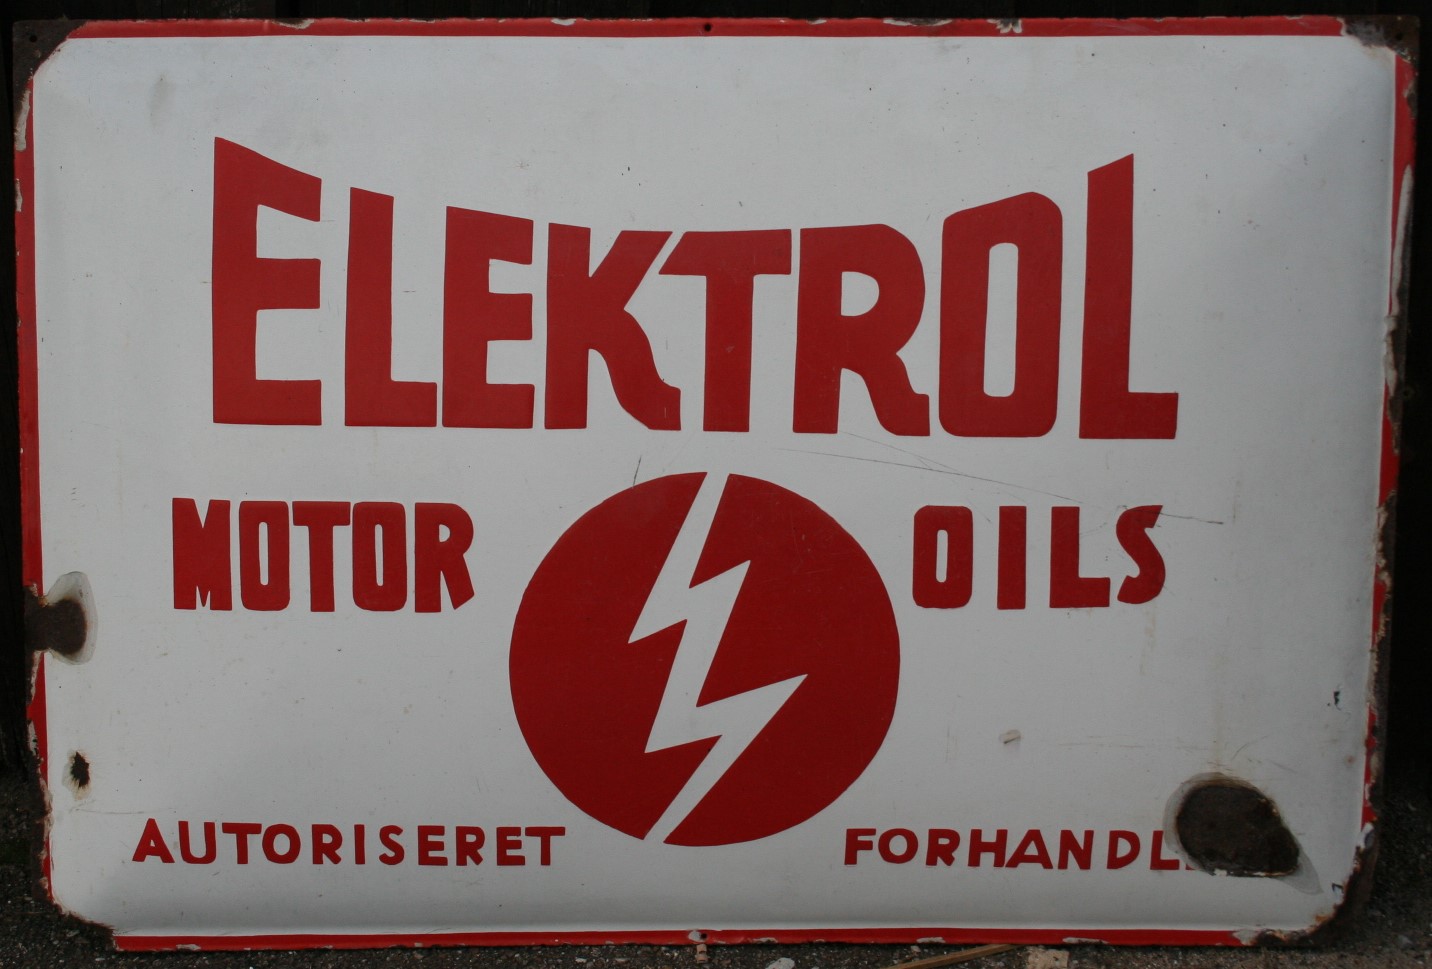 ELEKTROL
MOTOR OILS
AUTORISERET FORHANDL